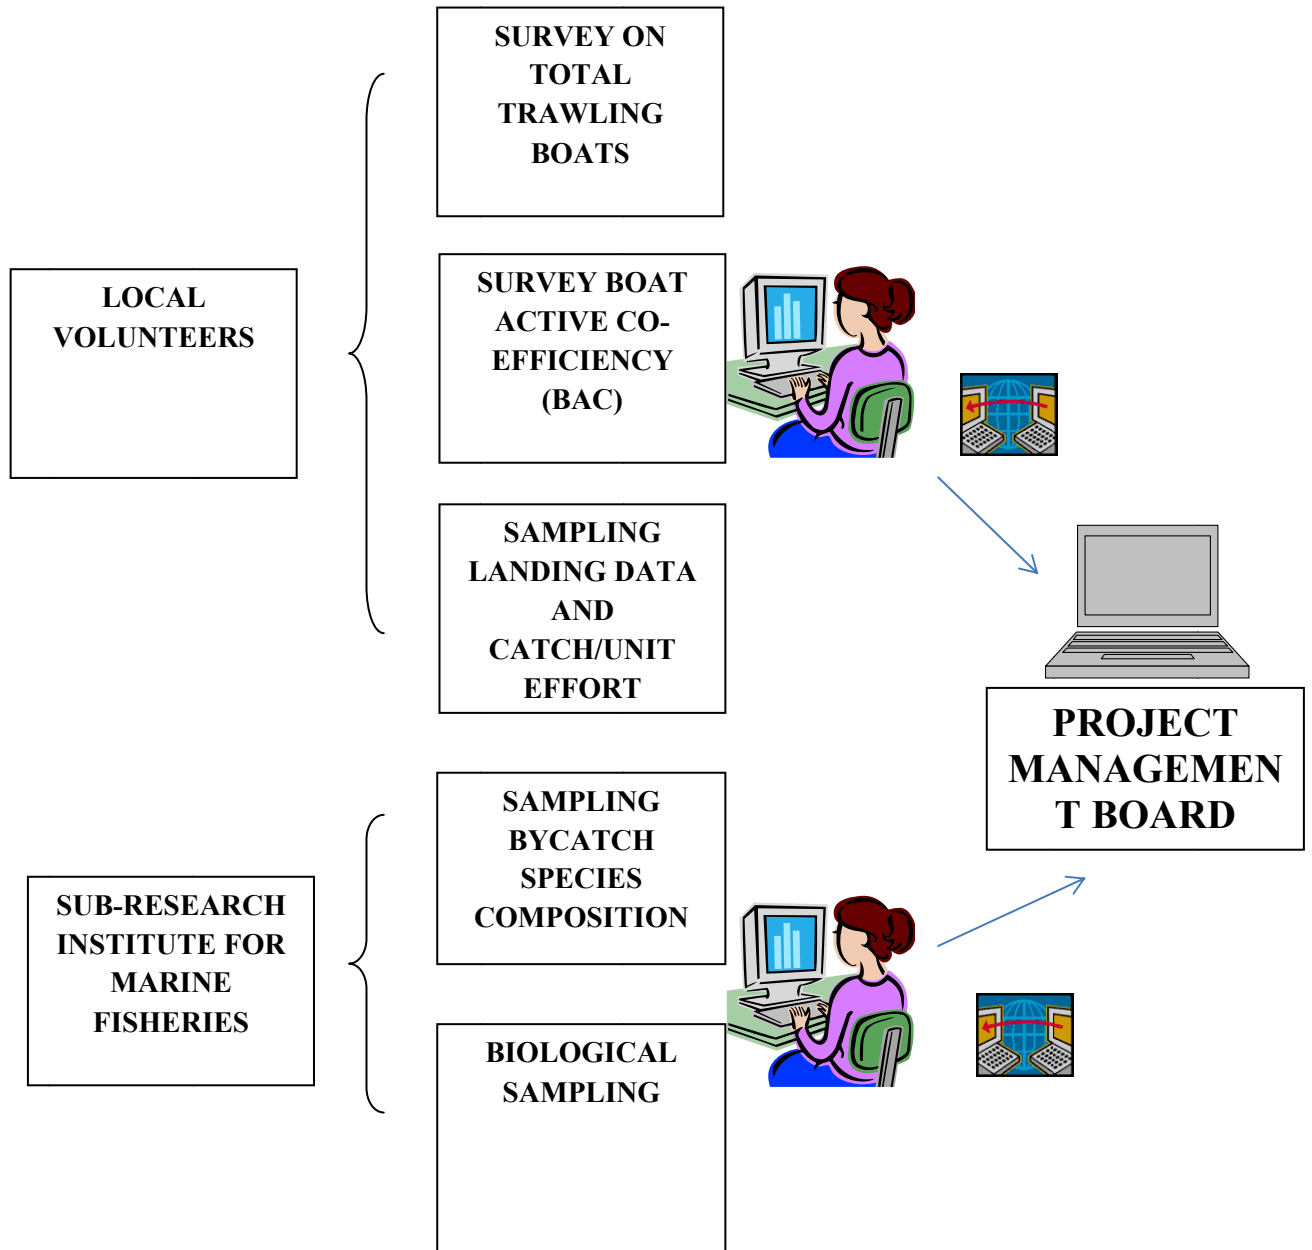 SURVEY ON
TOTAL
TRAWLING
BOATS
LOCAL
VOLUNTEERS
SURVEY BOAT
ACTIVE CO-
EFFICIENCY
(BAC)
SAMPLING
LANDING DATA
AND
CATCH/UNIT
EFFORT
PROJECT
MANAGEMEN
T BOARD
SAMPLING
BYCATCH
SPECIES
COMPOSITION
SUB-RESEARCH
INSTITUTE FOR
MARINE
FISHERIES
BIOLOGICAL
SAMPLING